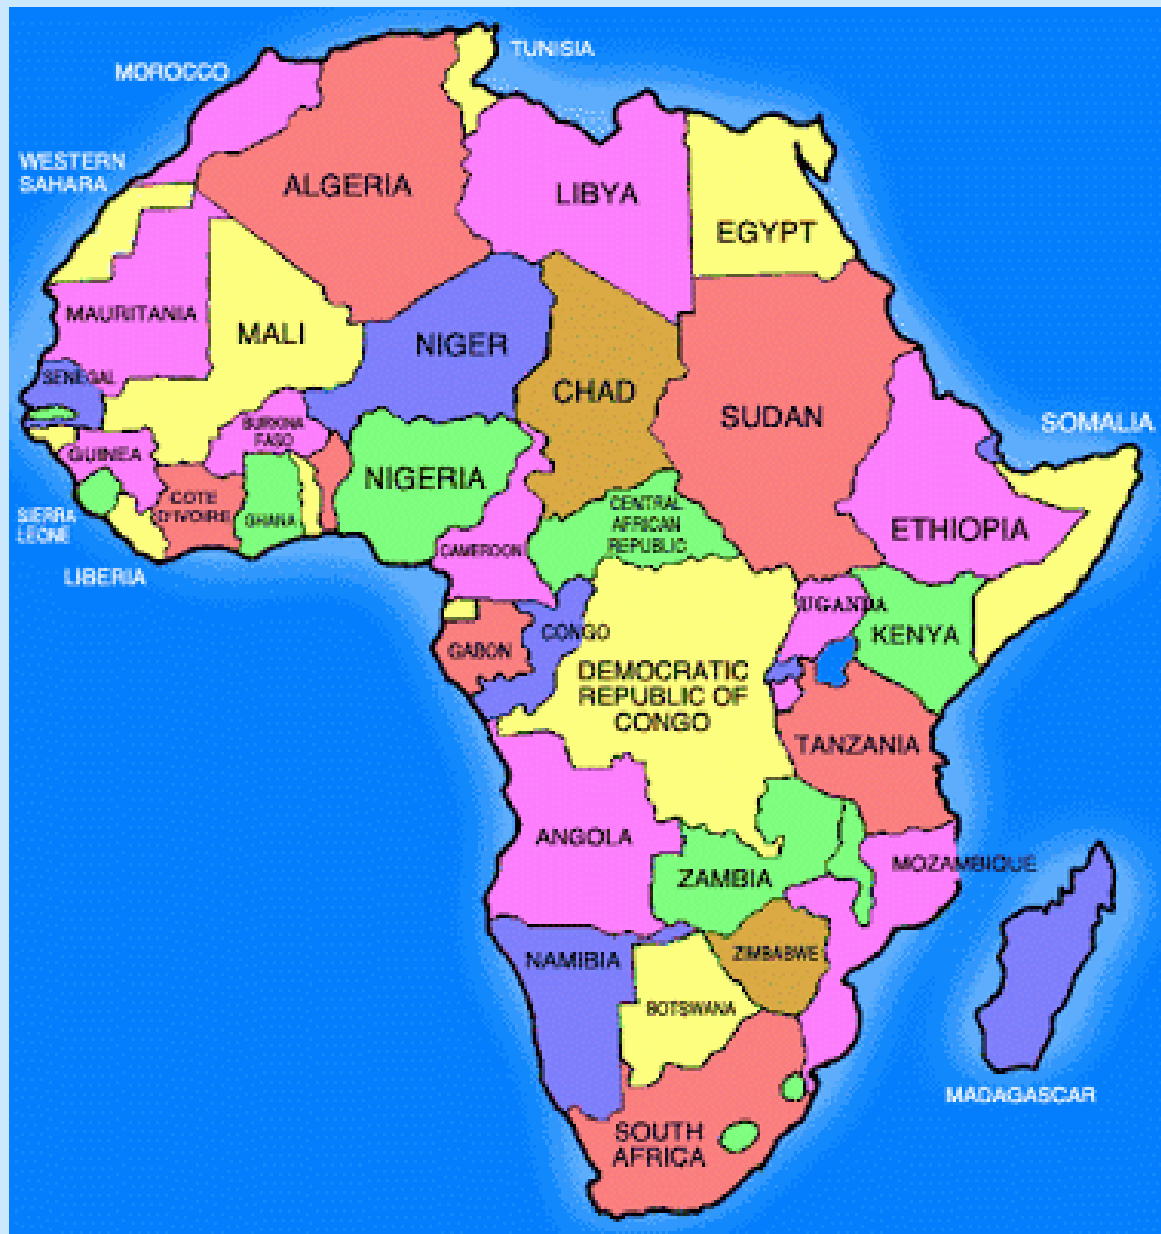 TUNISIA
MOROCCO
WESTERN
SAHARA
ALGERIA
LIBYA
EGYPT
MAURITANIA
MALI
NIGER
CHAD
SUDAN
SENEGAL
SOMALIA
BURKINA
FASO
GUINEA
NIGERIA
COTE
D'IVOIRE
GHANA
SIERRA
LEONE
CENTRAL
AFRICAN
REPUBLIC
ETHIOPIA
CAMEROON
LIBERIA
UGANDA
KENYA
CONGO
GABON
DEMOCRATIC
REPUBLIC OF
CONGO
TANZANIA
ANGOLA
MOZAMBIQUE
ZAMBIA
NAMIBIA
ZIMBABWE
BOTSWANA
MADAGASCAR
SOUTH
AFRICA